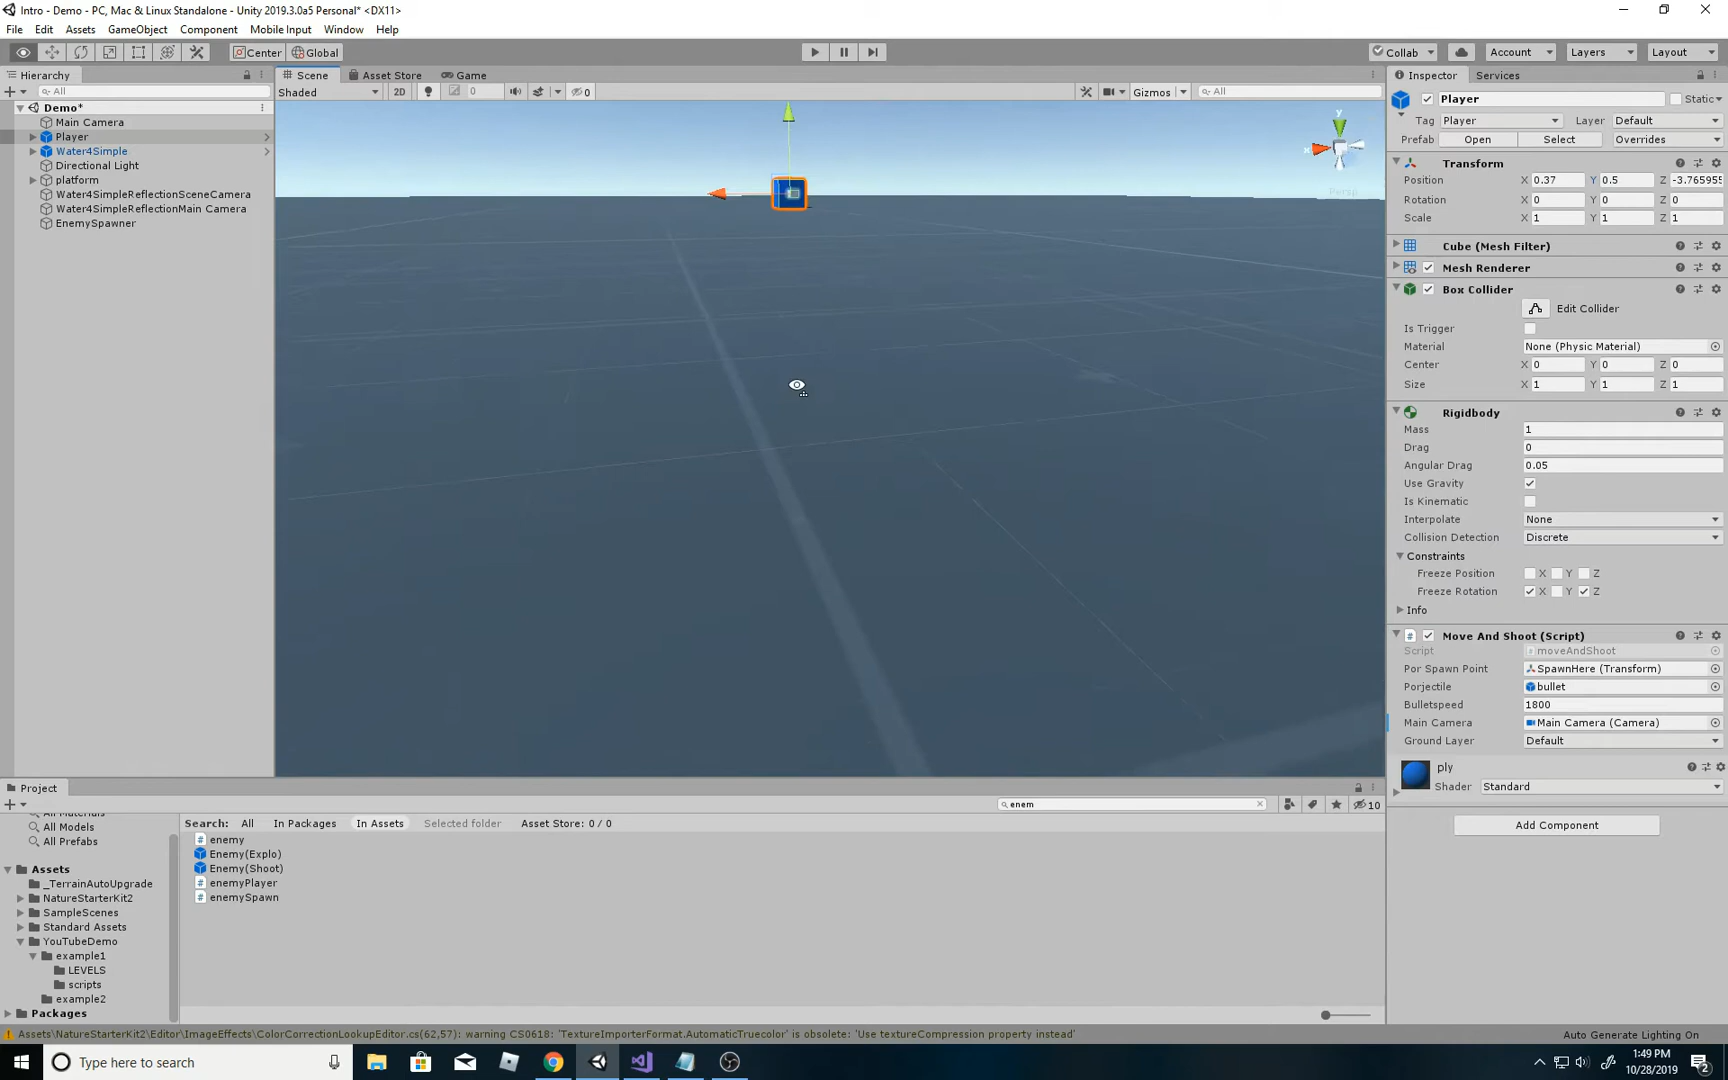 Intro - Demo - PC, Mac & Linux Standalone - Unity 2019.3.0a5 Personal* <DX11>
File Edit Assets GameObject Component Mobile Input Window Help
Center Global Collab Account Layers Layout
Hierarchy
All
Demo*
Main Camera
Player
Water4Simple
Directional Light
platform
Water4SimpleReflectionSceneCamera
Water4SimpleReflectionMain Camera
EnemySpawner
Scene Asset Store Game
Shaded 2D 0 0 Gizmos All
y
x
Persp
Inspector Services
Player Static
Tag Player Layer Default
Prefab Open Select Overrides
Transform
Position X 0.37 Y 0.5 Z -3.765955
Rotation X 0 Y 0 Z 0
Scale X 1 Y 1 Z 1
Cube (Mesh Filter)
Mesh Renderer
Box Collider
Edit Collider
Is Trigger
Material None (Physic Material)
Center X 0 Y 0 Z 0
Size X 1 Y 1 Z 1
Rigidbody
Mass 1
Drag 0
Angular Drag 0.05
Use Gravity
Is Kinematic
Interpolate None
Collision Detection Discrete
Constraints
Freeze Position X Y Z
Freeze Rotation X Y Z
Info
Move And Shoot (Script)
Script moveAndShoot
Por Spawn Point SpawnHere (Transform)
Porjectile bullet
Bulletspeed 1800
Main Camera Main Camera (Camera)
Ground Layer Default
ply
Shader Standard
Add Component
Project
enem
10
All Materials
All Models
All Prefabs
Assets
_TerrainAutoUpgrade
NatureStarterKit2
SampleScenes
Standard Assets
YouTubeDemo
example1
LEVELS
scripts
example2
Packages
Search: All In Packages In Assets Selected folder Asset Store: 0 / 0
enemy
Enemy(Explo)
Enemy(Shoot)
enemyPlayer
enemySpawn
Assets\NatureStarterKit2\Editor\ImageEffects\ColorCorrectionLookupEditor.cs(62,57): warning CS0618: 'TextureImporterFormat.AutomaticTruecolor' is obsolete: 'Use textureCompression property instead'
Auto Generate Lighting On
Type here to search
1:49 PM
10/28/2019
2